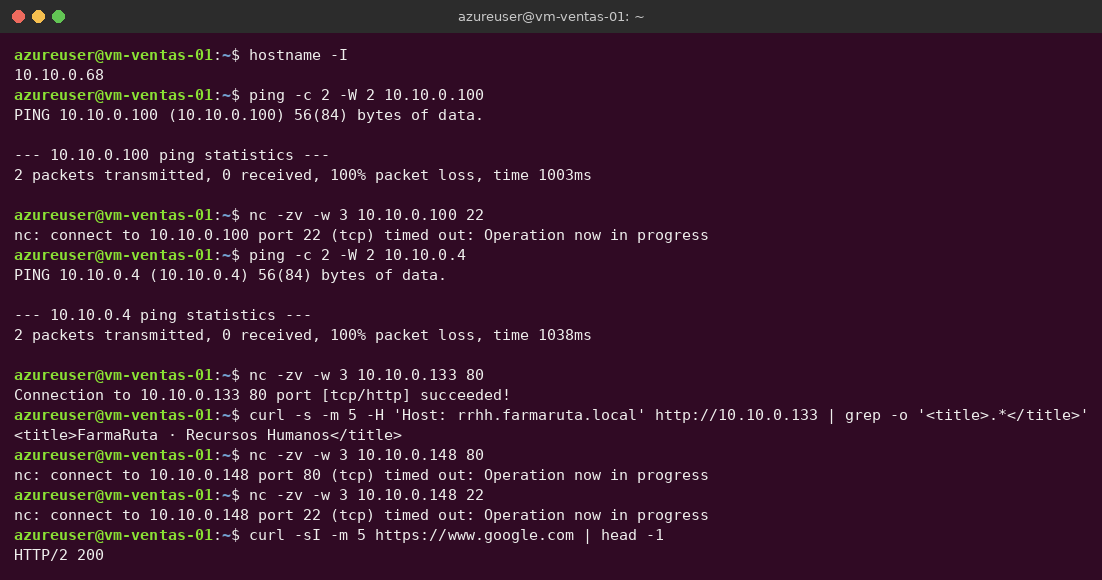 azureuser@vm-ventas-01: ~
azureuser@vm-ventas-01:~$ hostname -I
10.10.0.68
azureuser@vm-ventas-01:~$ ping -c 2 -W 2 10.10.0.100
PING 10.10.0.100 (10.10.0.100) 56(84) bytes of data.
--- 10.10.0.100 ping statistics ---
2 packets transmitted, 0 received, 100% packet loss, time 1003ms
azureuser@vm-ventas-01:~$ nc -zv -w 3 10.10.0.100 22
nc: connect to 10.10.0.100 port 22 (tcp) timed out: Operation now in progress
azureuser@vm-ventas-01:~$ ping -c 2 -W 2 10.10.0.4
PING 10.10.0.4 (10.10.0.4) 56(84) bytes of data.
--- 10.10.0.4 ping statistics ---
2 packets transmitted, 0 received, 100% packet loss, time 1038ms
azureuser@vm-ventas-01:~$ nc -zv -w 3 10.10.0.133 80
Connection to 10.10.0.133 80 port [tcp/http] succeeded!
azureuser@vm-ventas-01:~$ curl -s -m 5 -H 'Host: rrhh.farmaruta.local' http://10.10.0.133 | grep -o '<title>.*</title>'
<title>FarmaRuta · Recursos Humanos</title>
azureuser@vm-ventas-01:~$ nc -zv -w 3 10.10.0.148 80
nc: connect to 10.10.0.148 port 80 (tcp) timed out: Operation now in progress
azureuser@vm-ventas-01:~$ nc -zv -w 3 10.10.0.148 22
nc: connect to 10.10.0.148 port 22 (tcp) timed out: Operation now in progress
azureuser@vm-ventas-01:~$ curl -sI -m 5 https://www.google.com | head -1
HTTP/2 200